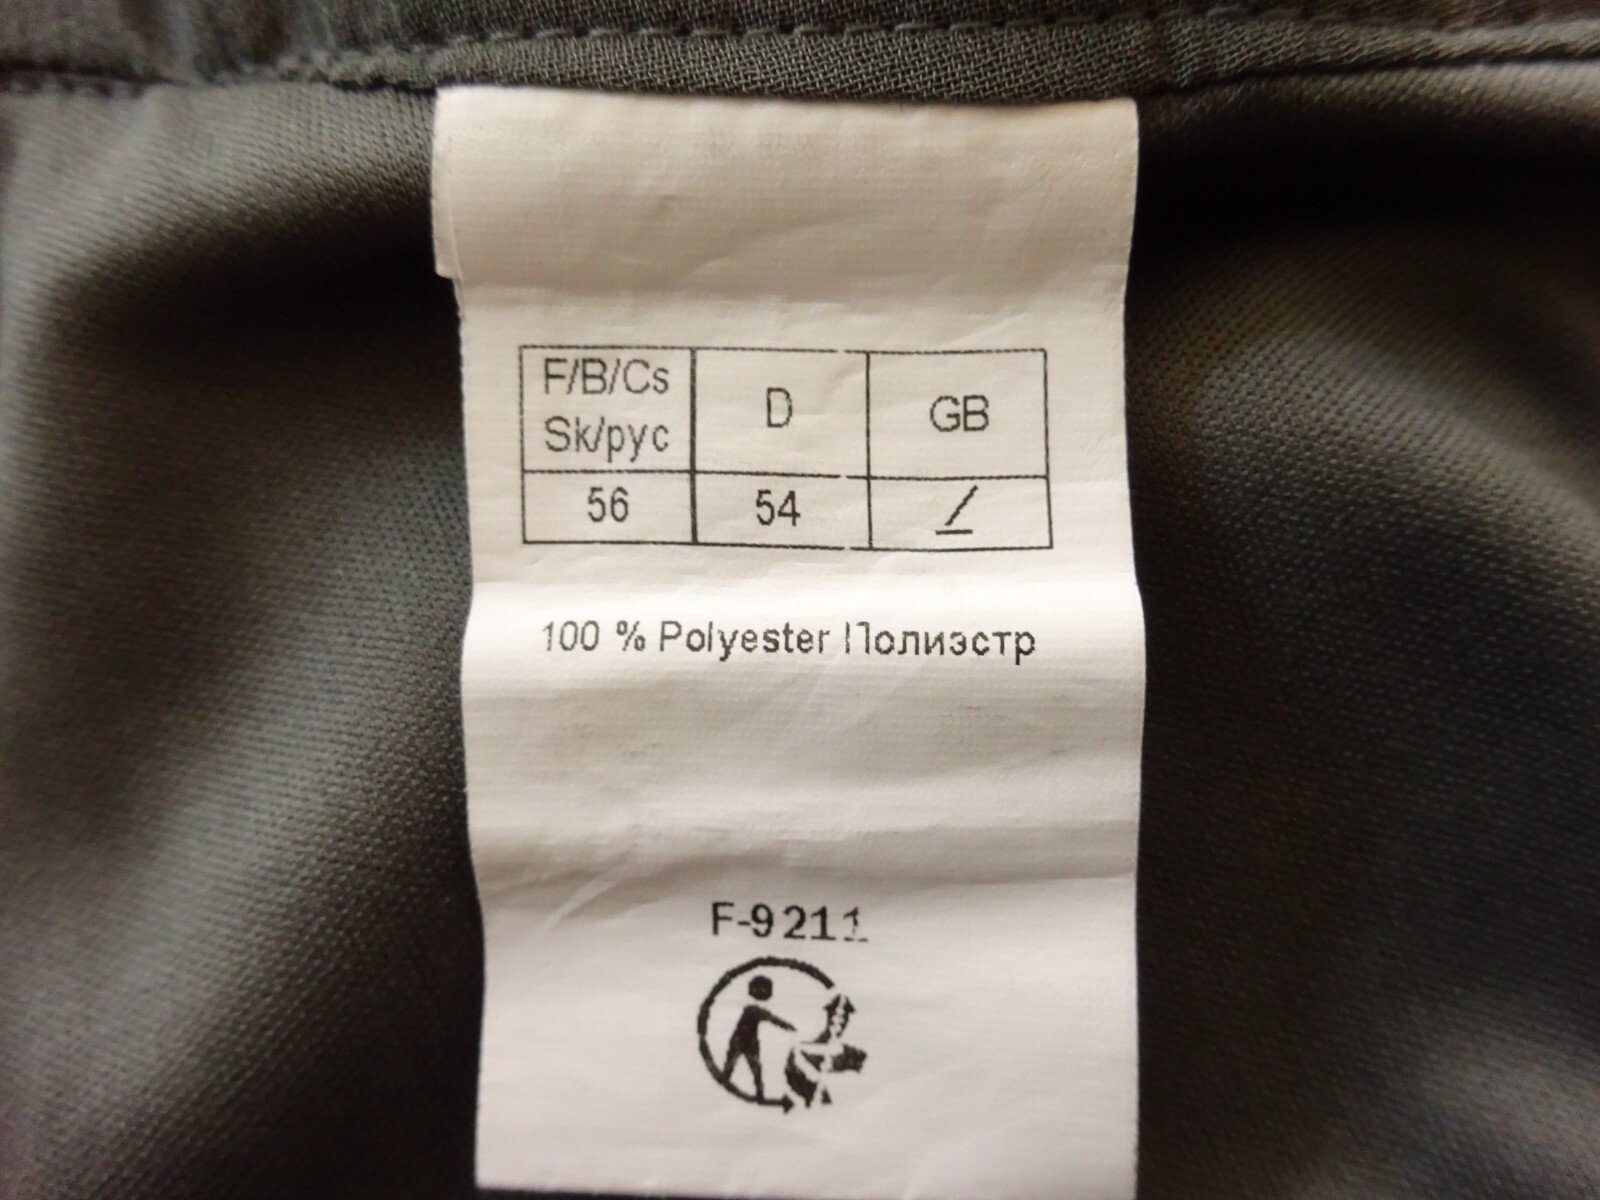 F/B/Cs
Sk/рус
D
GB
56
54
/
100 % Polyester Полиэстр
F-9211